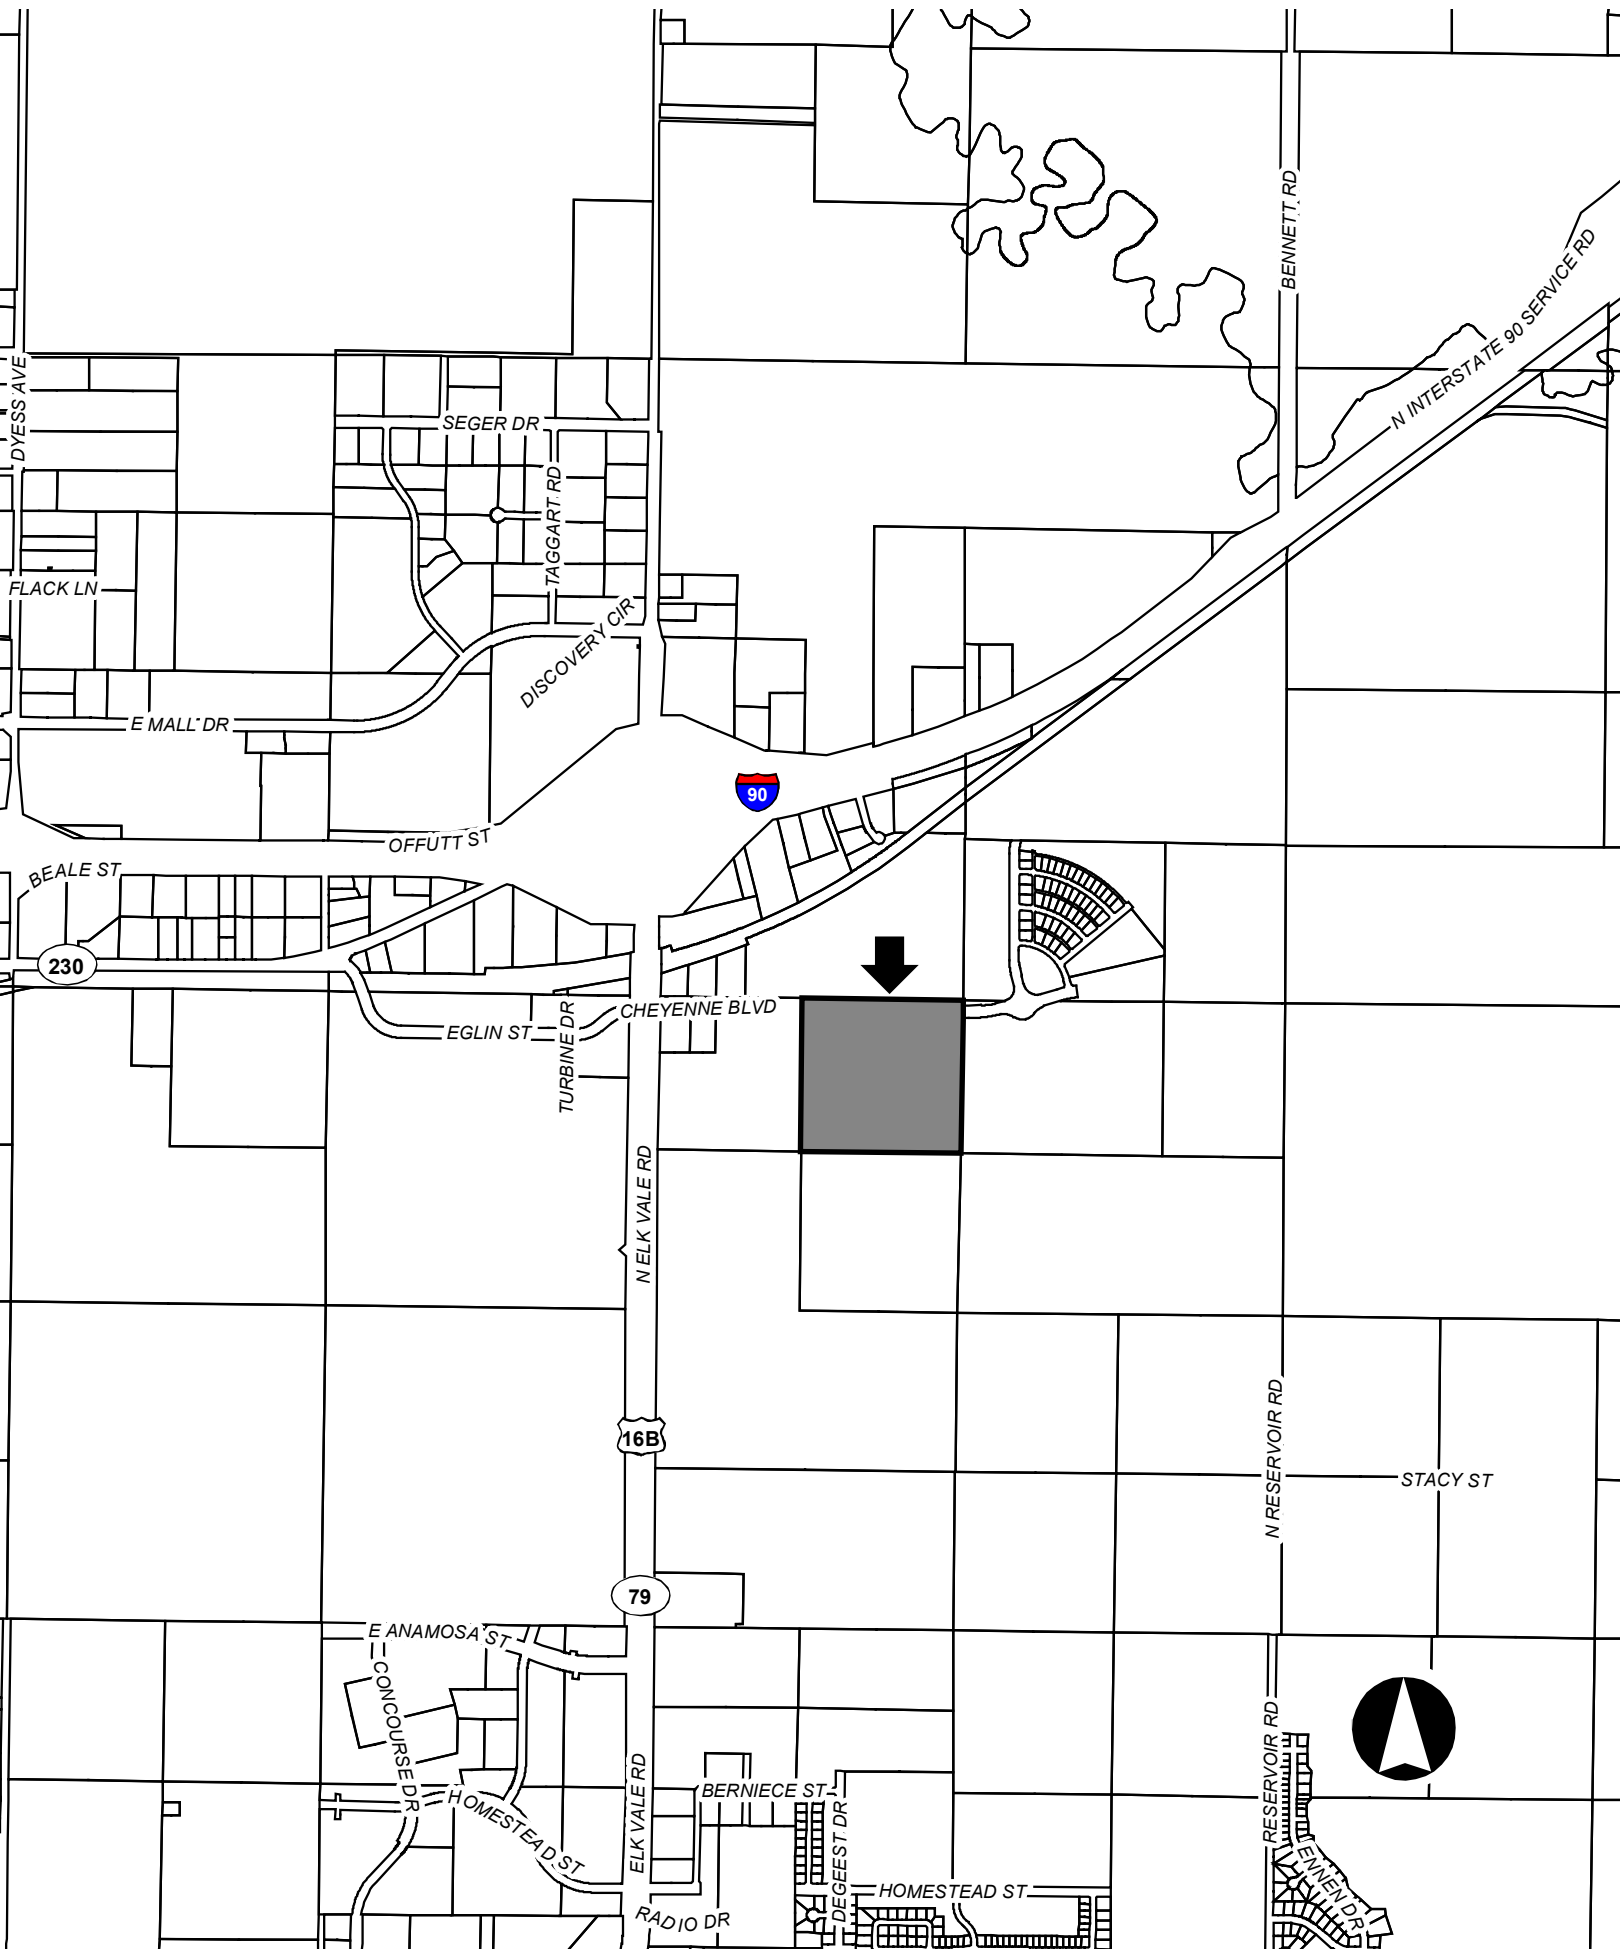 BENNETT RD
N INTERSTATE 90 SERVICE RD
DYESS AVE
SEGER DR
TAGGART RD
FLACK LN
DISCOVERY CIR
E MALL DR
90
OFFUTT ST
BEALE ST
230
CHEYENNE BLVD
EGLIN ST
TURBINE DR
N ELK VALE RD
16B
N RESERVOIR RD
STACY ST
79
E ANAMOSA ST
CONCOURSE DR
RESERVOIR RD
ELK VALE RD
BERNIECE ST
HOMESTEAD ST
DEGEEST DR
ENNEN DR
HOMESTEAD ST
RADIO DR